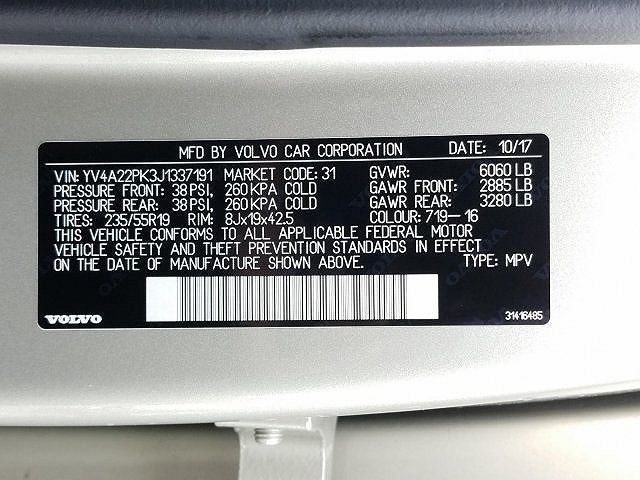 MFD BY VOLVO CAR CORPORATION DATE: 10/17
VIN: YV4A22PK3J1337191 MARKET CODE: 31 GVWR: 6060 LB
PRESSURE FRONT: 38 PSI, 260 KPA COLD GAWR FRONT: 2885 LB
PRESSURE REAR: 38 PSI, 260 KPA COLD GAWR REAR: 3280 LB
TIRES: 235/55R19 RIM: 8Jx19x42.5 COLOUR: 719-16
THIS VEHICLE CONFORMS TO ALL APPLICABLE FEDERAL MOTOR
VEHICLE SAFETY AND THEFT PREVENTION STANDARDS IN EFFECT
ON THE DATE OF MANUFACTURE SHOWN ABOVE. TYPE: MPV
VOLVO 31416485